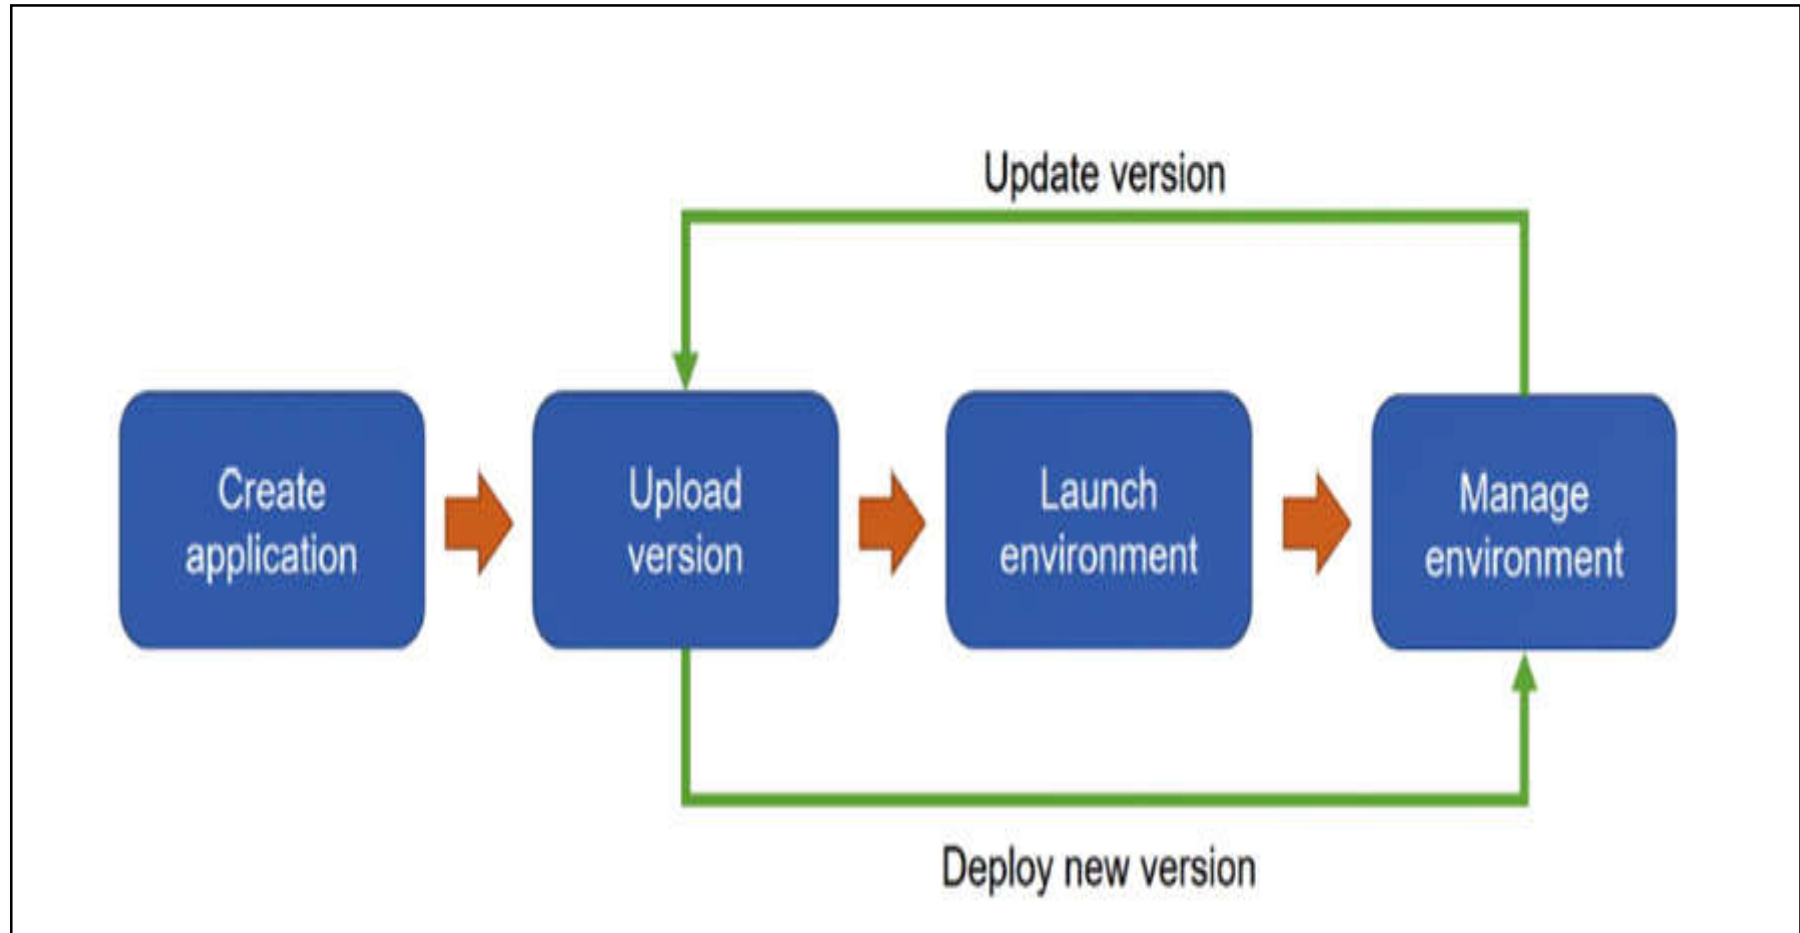 Update version
Create
application
Upload
version
Launch
environment
Manage
environment
Deploy new version